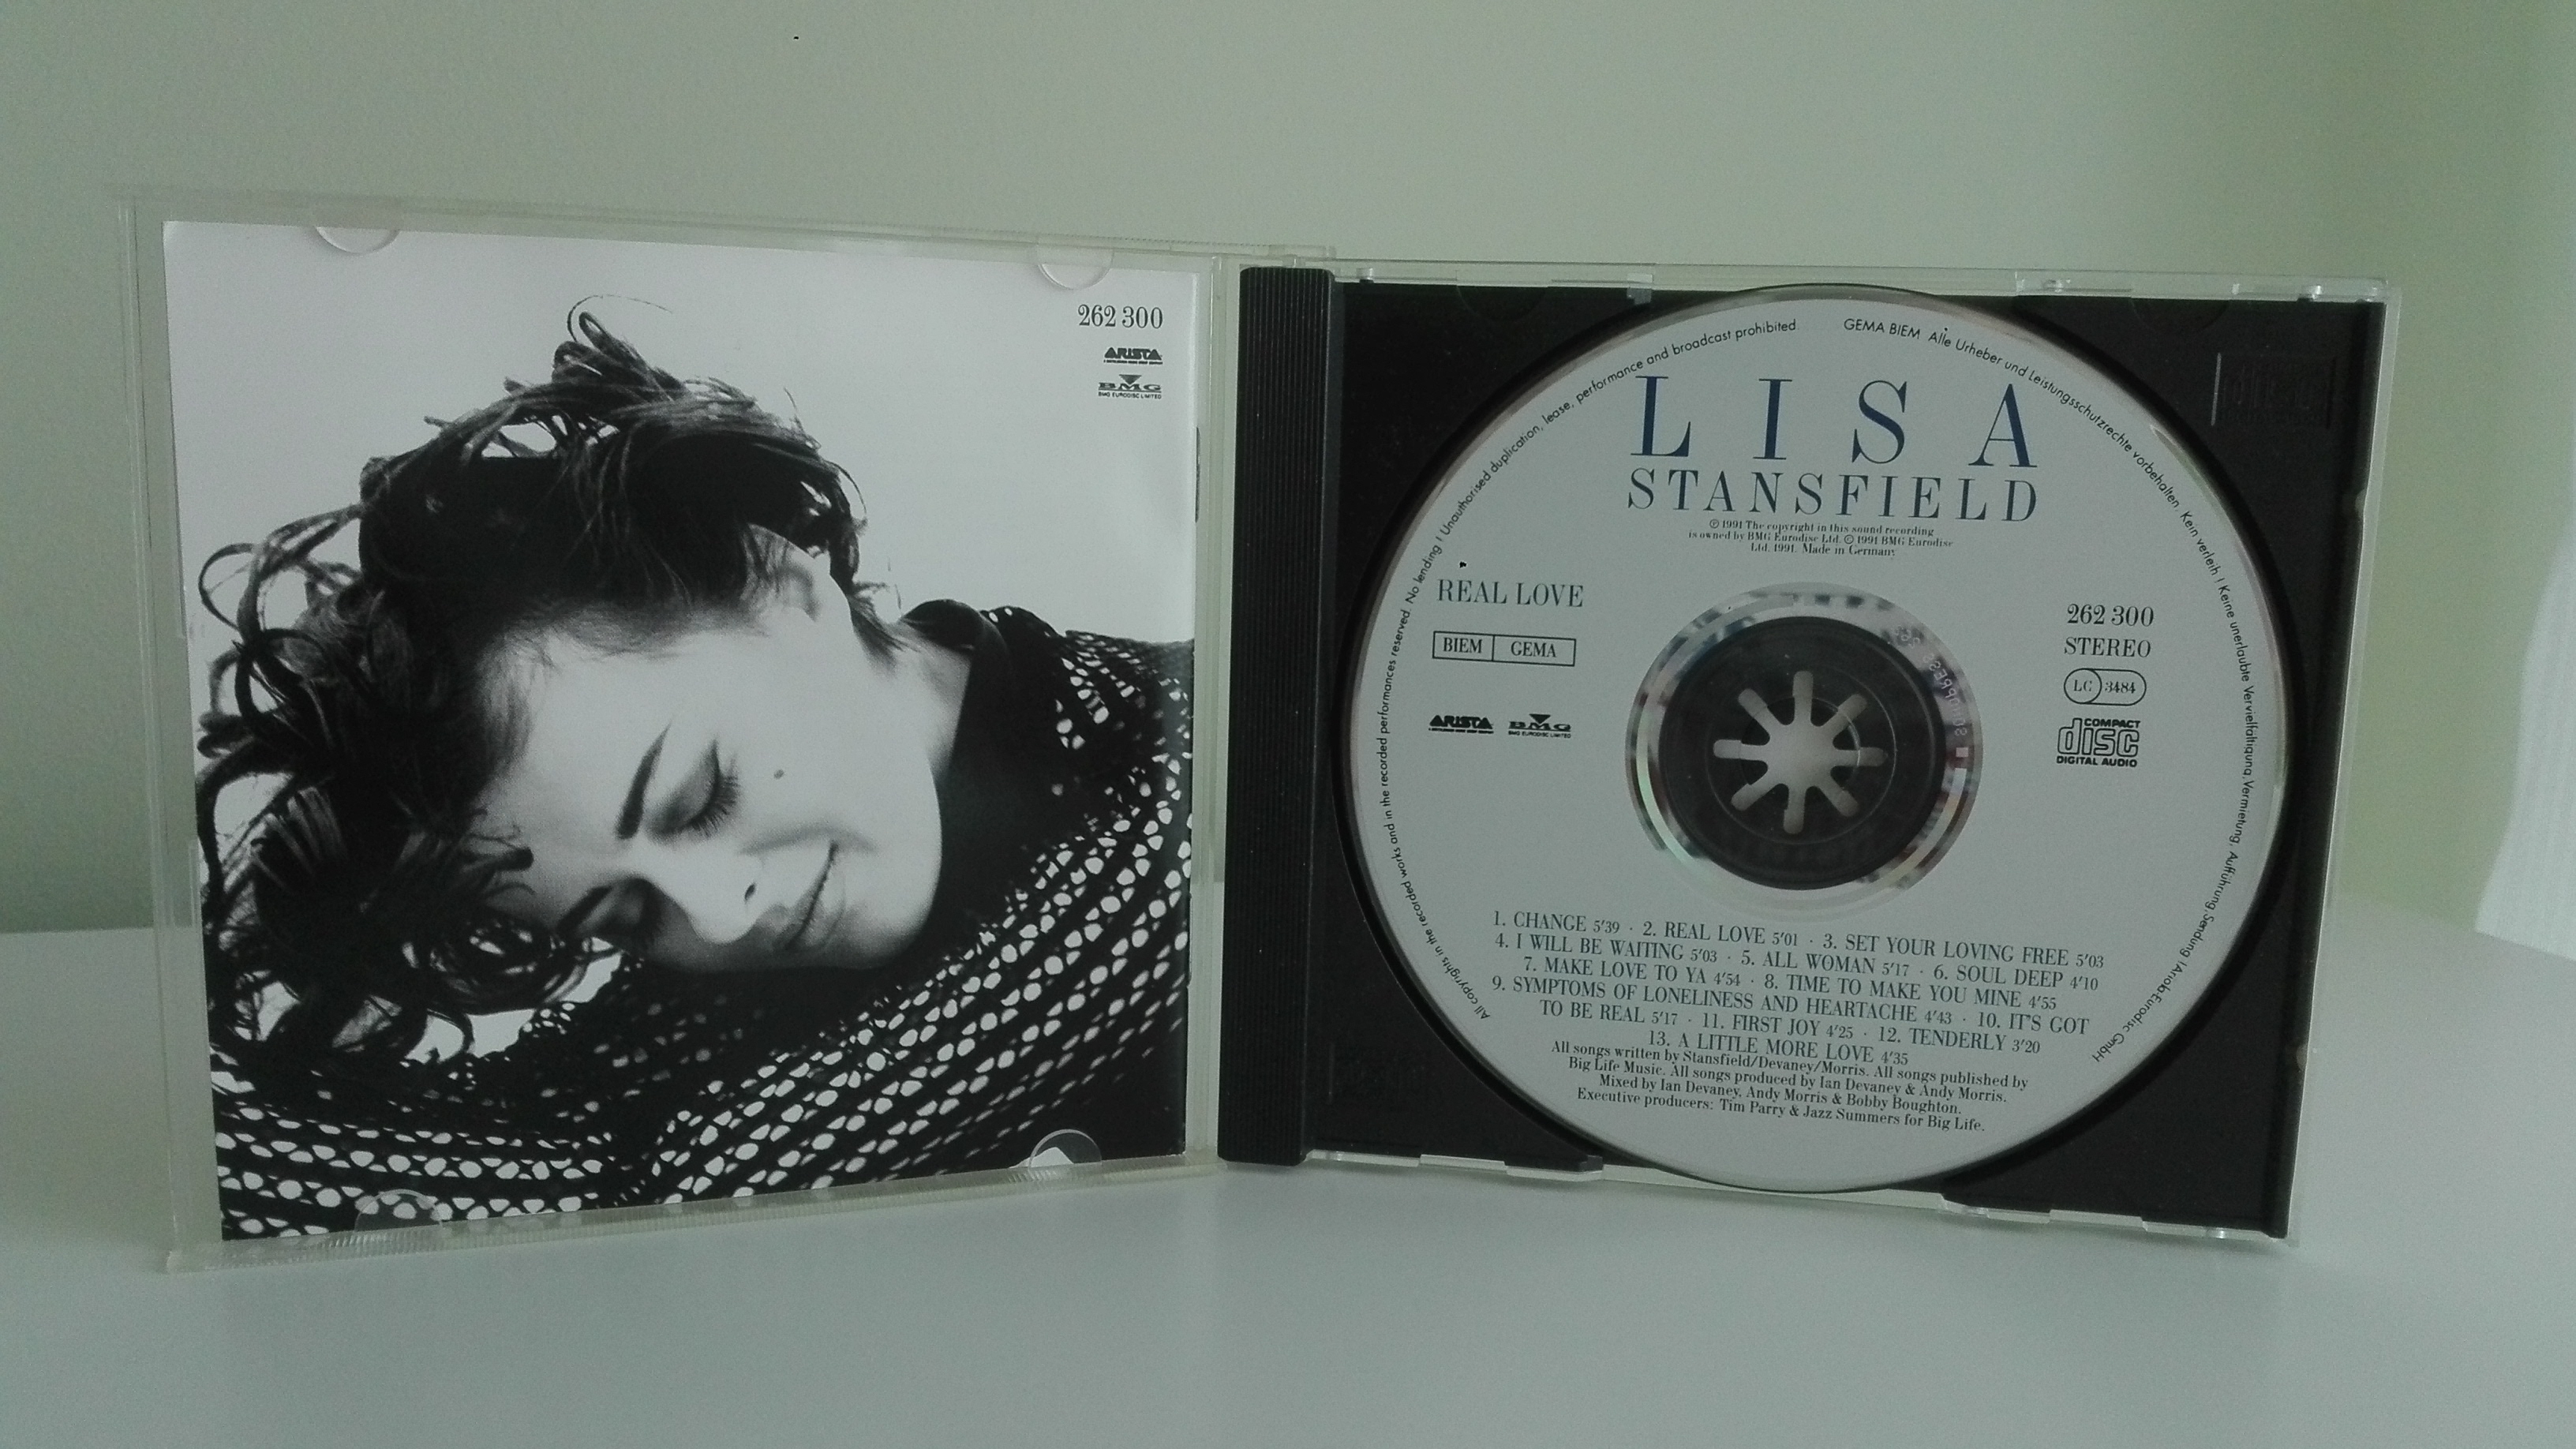 262 300
ARISTA
BMG
BMG EURODISC LIMITED
All copyrights in the recorded works and in the recorded performances reserved. No lending! Unauthorised duplication, lease, performance and broadcast prohibited.
GEMA BIEM Alle Urheber und Leistungsschutzrechte vorbehalten. Kein verleih! Keine unerlaubte Vervielfältigung, Vermietung, Aufführung, Sendung! Ariola-Eurodisc GmbH
LISA
STANSFIELD
℗ 1991 The copyright in this sound recording
is owned by BMG Eurodisc Ltd. © 1991 BMG Eurodisc
Ltd. 1991. Made in Germany
REAL LOVE
BIEM GEMA
ARISTA BMG
BMG EURODISC LIMITED
262 300
STEREO
LC 3484
COMPACT
disc
DIGITAL AUDIO
1. CHANGE 5'39 · 2. REAL LOVE 5'01 · 3. SET YOUR LOVING FREE 5'03
4. I WILL BE WAITING 5'03 · 5. ALL WOMAN 5'17 · 6. SOUL DEEP 4'10
7. MAKE LOVE TO YA 4'54 · 8. TIME TO MAKE YOU MINE 4'55
9. SYMPTOMS OF LONELINESS AND HEARTACHE 4'43 · 10. IT'S GOT
TO BE REAL 5'17 · 11. FIRST JOY 4'25 · 12. TENDERLY 3'20
13. A LITTLE MORE LOVE 4'35
All songs written by Stansfield/Devaney/Morris. All songs published by
Big Life Music. All songs produced by Ian Devaney & Andy Morris.
Mixed by Ian Devaney, Andy Morris & Bobby Boughton.
Executive producers: Tim Parry & Jazz Summers for Big Life.